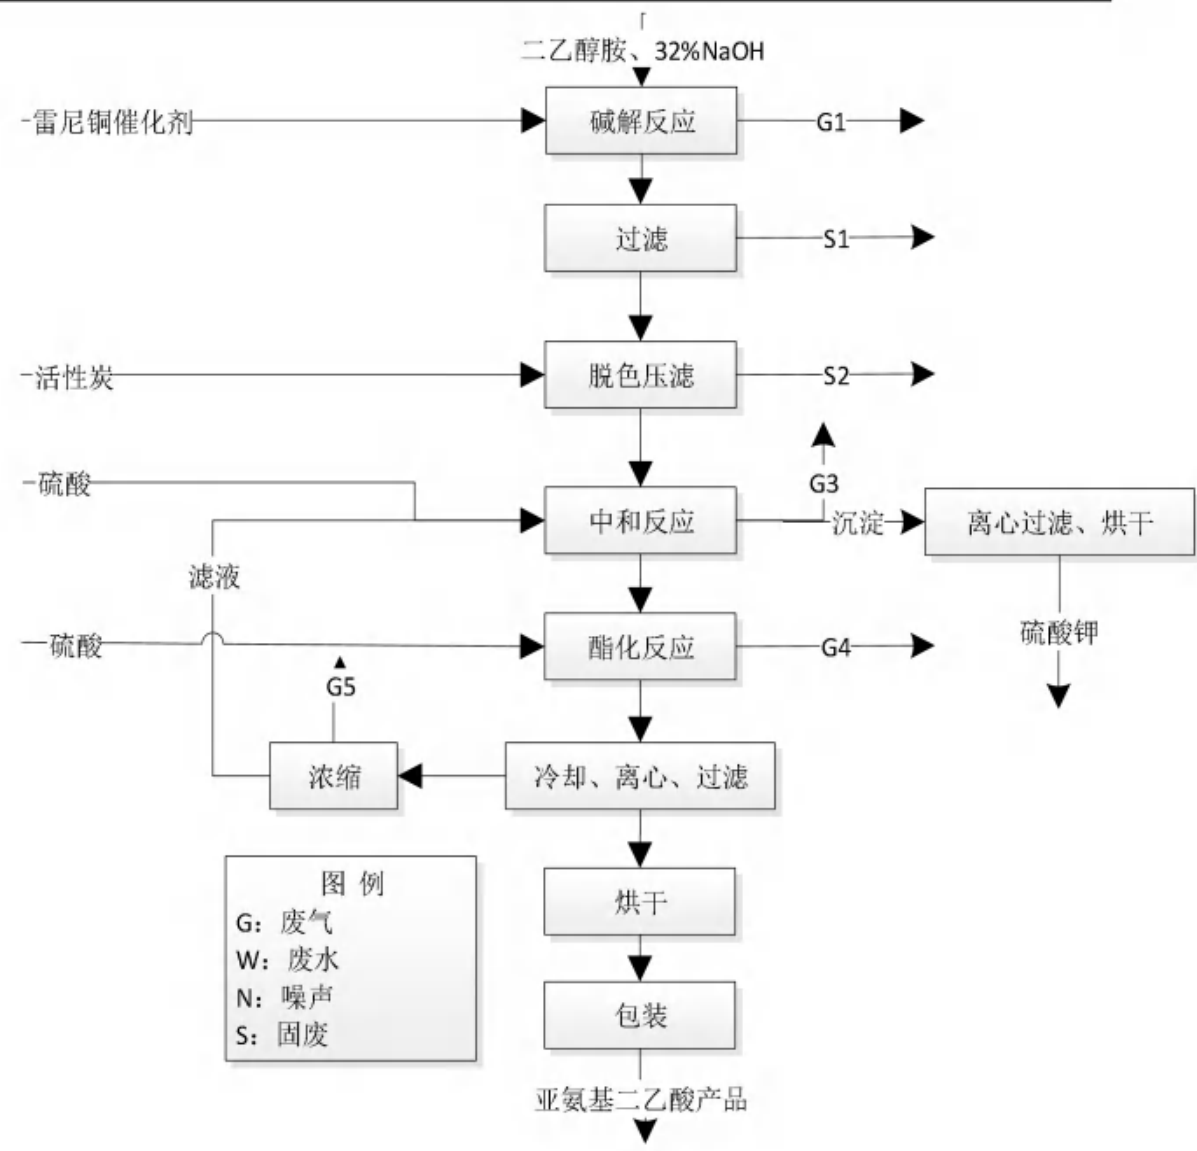 二乙醇胺、32%NaOH
雷尼铜催化剂
碱解反应
G1
过滤
S1
活性炭
脱色压滤
S2
硫酸
G3
中和反应
沉淀
离心过滤、烘干
滤液
硫酸
酯化反应
G4
硫酸钾
G5
浓缩
冷却、离心、过滤
烘干
图 例
G：废气
W：废水
N：噪声
S：固废
包装
亚氨基二乙酸产品